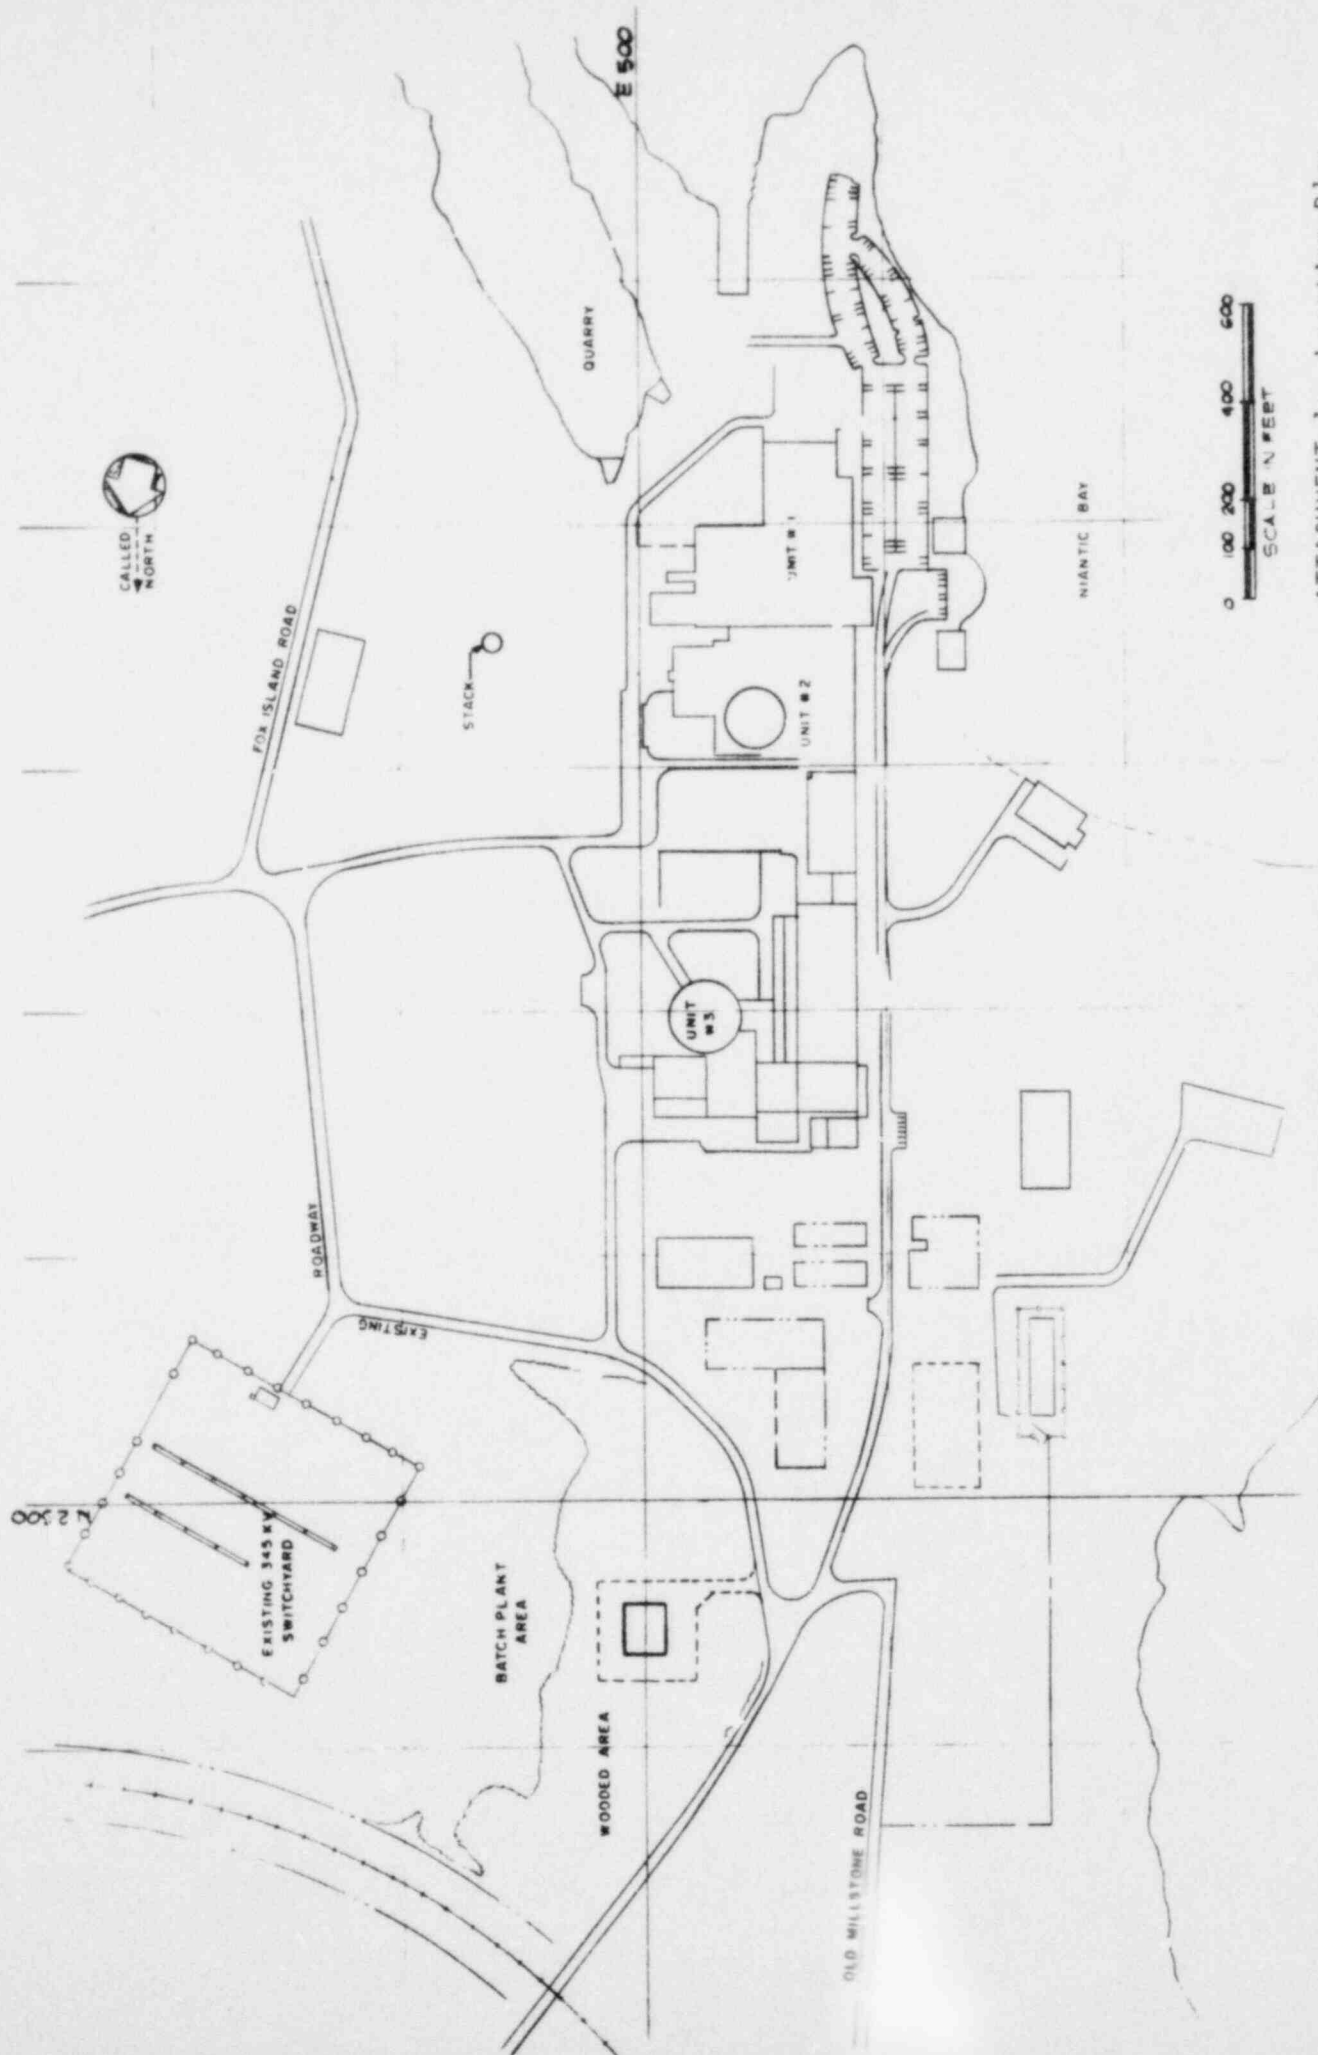 E 500
QUARRY
CALLED
NORTH
FOX ISLAND ROAD
STACK
UNIT # 1
UNIT # 2
NIANTIC BAY
0 100 200 400 600
SCALE IN FEET
UNIT
#3
ROADWAY
EXISTING
N 2300
EXISTING 345 KV
SWITCHYARD
BATCH PLANT
AREA
WOODED AREA
OLD MILLSTONE ROAD